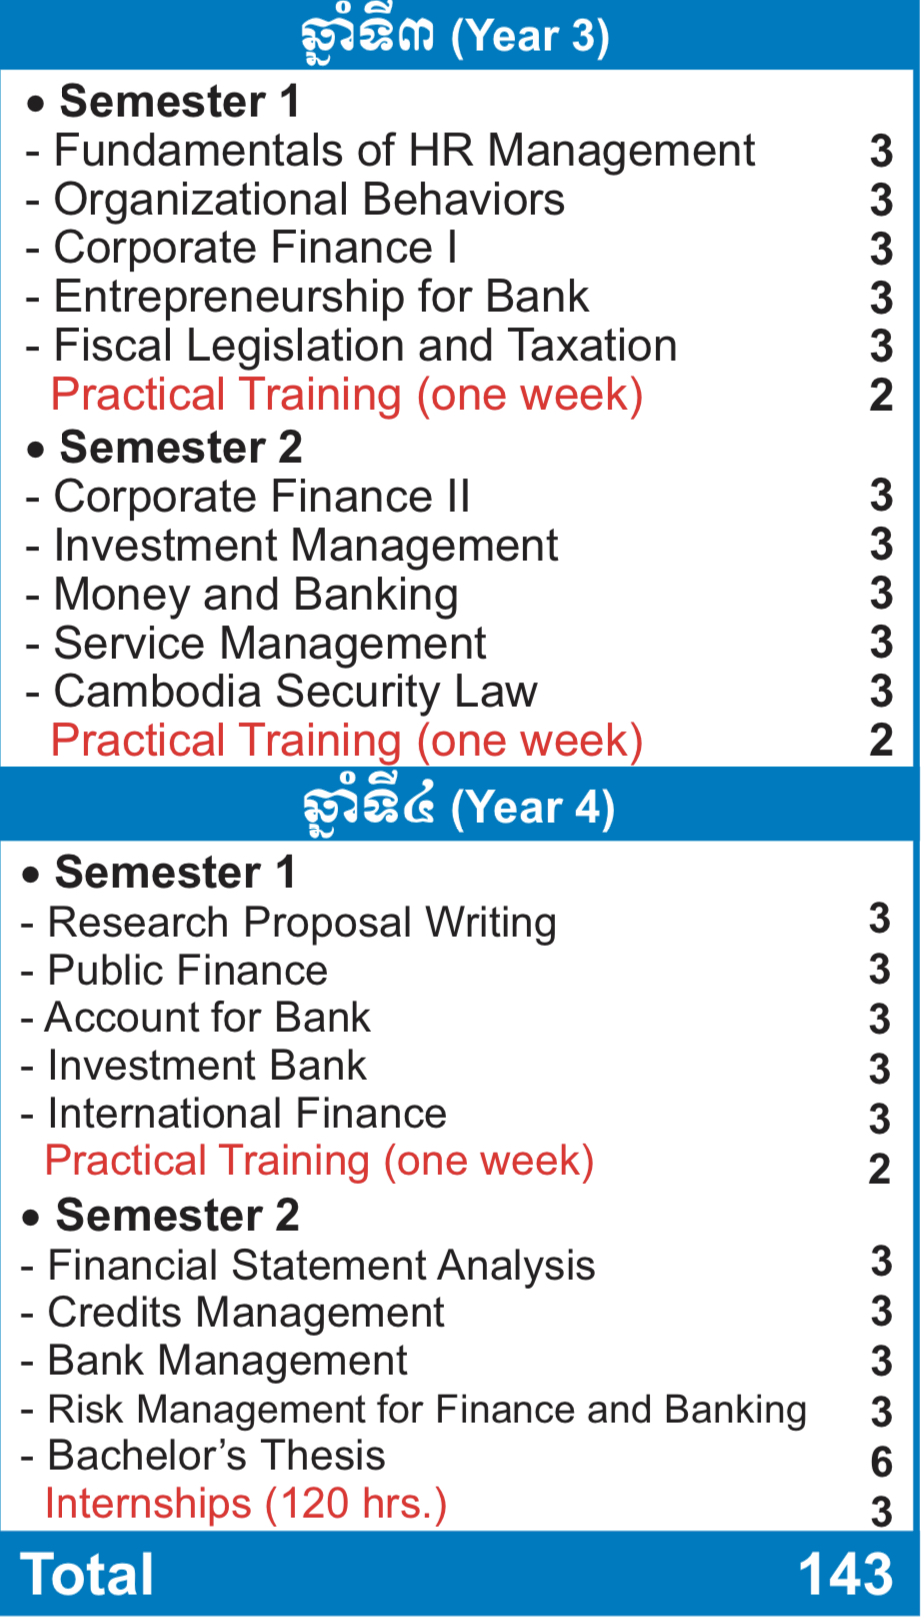 ឆ្នាំទី៣ (Year 3)
• Semester 1
- Fundamentals of HR Management 3
- Organizational Behaviors 3
- Corporate Finance I 3
- Entrepreneurship for Bank 3
- Fiscal Legislation and Taxation 3
Practical Training (one week) 2
• Semester 2
- Corporate Finance II 3
- Investment Management 3
- Money and Banking 3
- Service Management 3
- Cambodia Security Law 3
Practical Training (one week) 2
ឆ្នាំទី៤ (Year 4)
• Semester 1
- Research Proposal Writing 3
- Public Finance 3
- Account for Bank 3
- Investment Bank 3
- International Finance 3
Practical Training (one week) 2
• Semester 2
- Financial Statement Analysis 3
- Credits Management 3
- Bank Management 3
- Risk Management for Finance and Banking 3
- Bachelor’s Thesis 6
Internships (120 hrs.) 3
Total 143